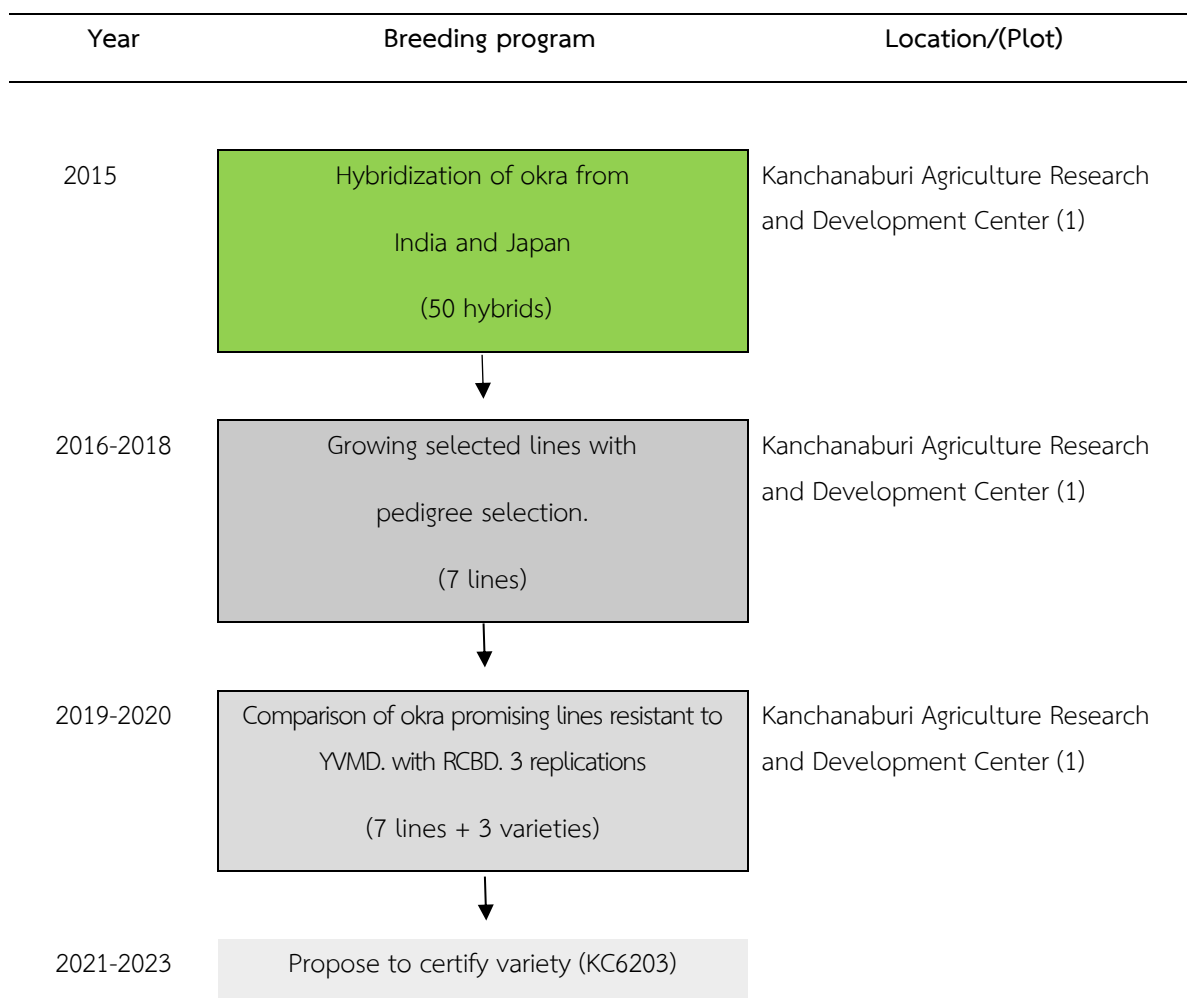 Year Breeding program Location/(Plot)
2015
Hybridization of okra from
India and Japan
(50 hybrids)
Kanchanaburi Agriculture Research
and Development Center (1)
2016-2018
Growing selected lines with
pedigree selection.
(7 lines)
Kanchanaburi Agriculture Research
and Development Center (1)
2019-2020
Comparison of okra promising lines resistant to
YVMD. with RCBD. 3 replications
(7 lines + 3 varieties)
Kanchanaburi Agriculture Research
and Development Center (1)
2021-2023
Propose to certify variety (KC6203)